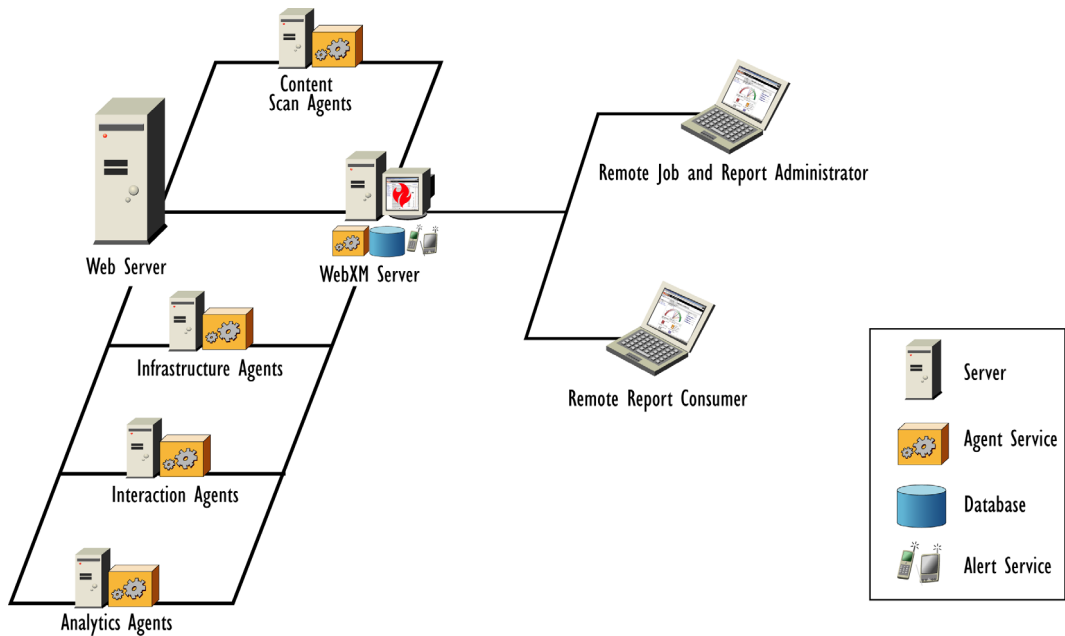 Content
Scan Agents
Web Server
WebXM Server
Remote Job and Report Administrator
Infrastructure Agents
Interaction Agents
Analytics Agents
Remote Report Consumer
Server
Agent Service
Database
Alert Service